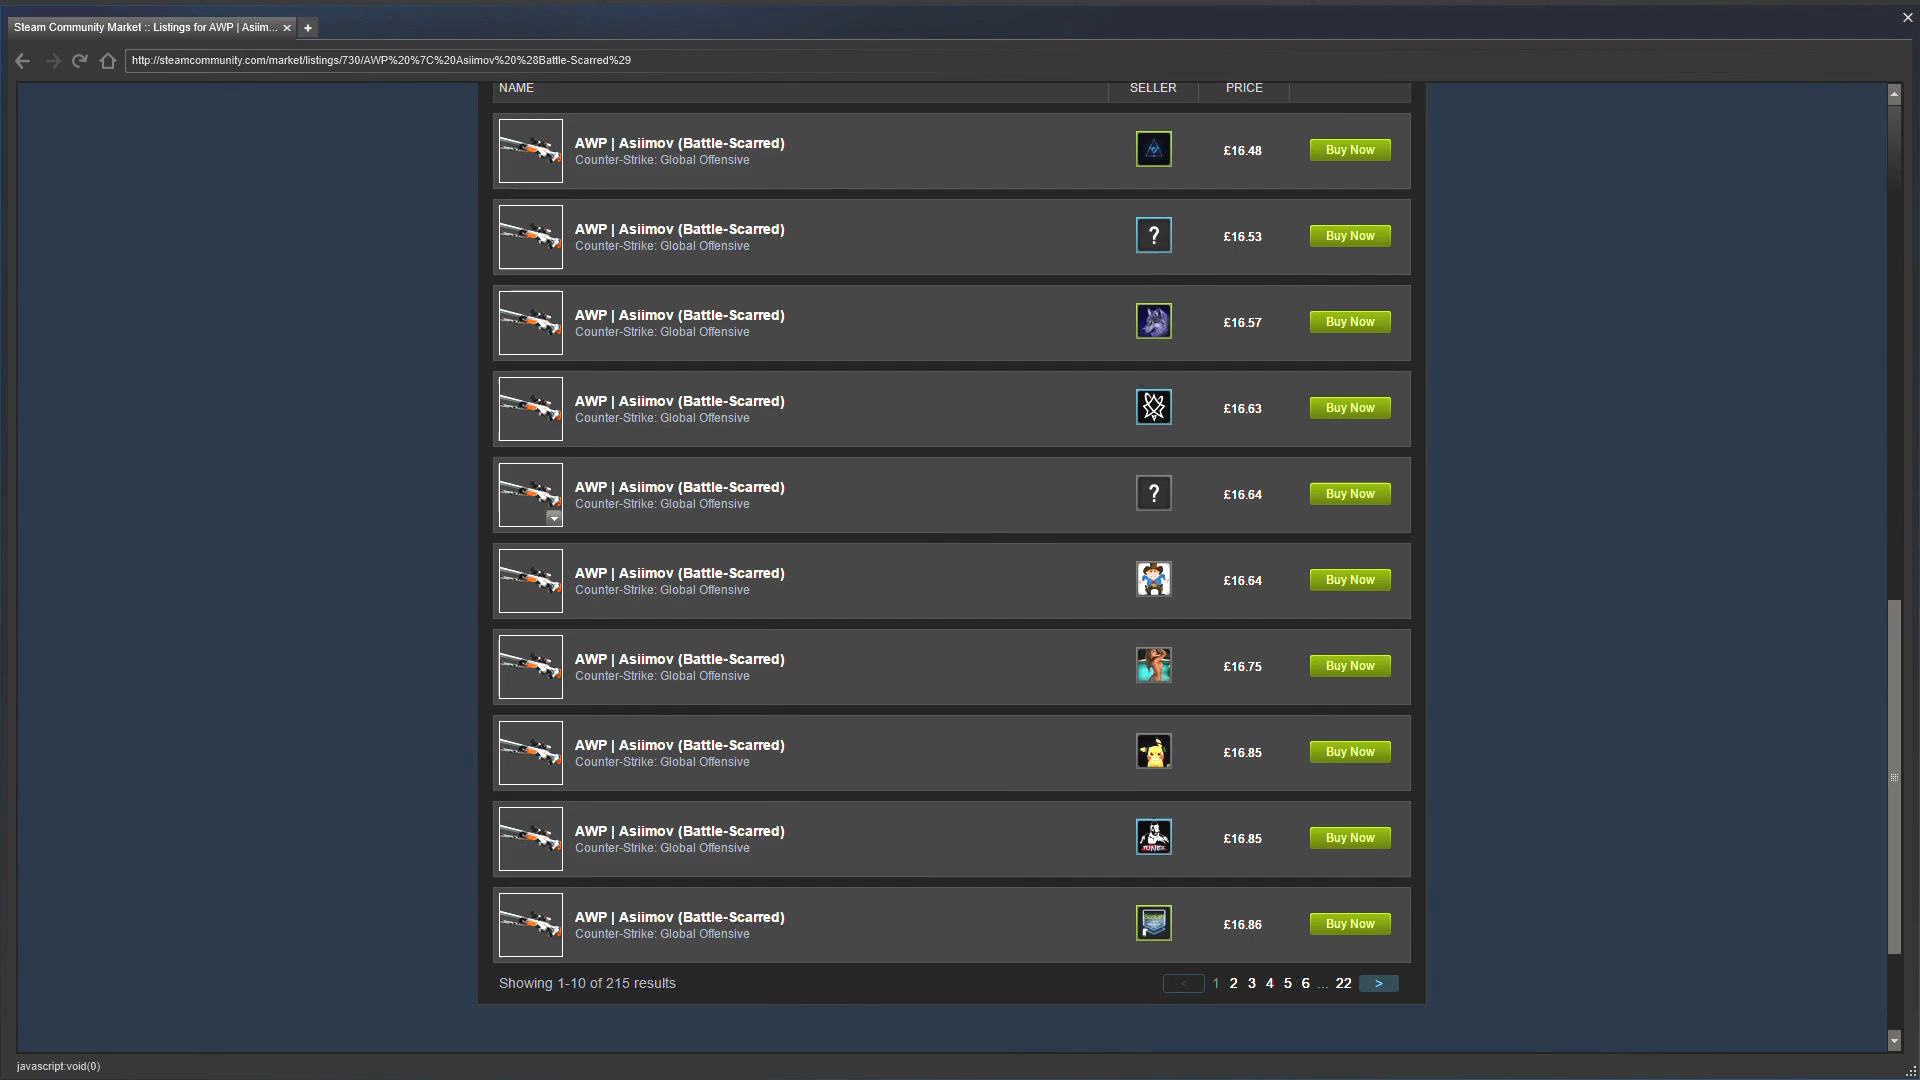 Steam Community Market :: Listings for AWP | Asiim...
http://steamcommunity.com/market/listings/730/AWP%20%7C%20Asiimov%20%28Battle-Scarred%29
NAME SELLER PRICE
AWP | Asiimov (Battle-Scarred)
Counter-Strike: Global Offensive
£16.48 Buy Now
AWP | Asiimov (Battle-Scarred)
Counter-Strike: Global Offensive
? £16.53 Buy Now
AWP | Asiimov (Battle-Scarred)
Counter-Strike: Global Offensive
£16.57 Buy Now
AWP | Asiimov (Battle-Scarred)
Counter-Strike: Global Offensive
£16.63 Buy Now
AWP | Asiimov (Battle-Scarred)
Counter-Strike: Global Offensive
? £16.64 Buy Now
AWP | Asiimov (Battle-Scarred)
Counter-Strike: Global Offensive
£16.64 Buy Now
AWP | Asiimov (Battle-Scarred)
Counter-Strike: Global Offensive
£16.75 Buy Now
AWP | Asiimov (Battle-Scarred)
Counter-Strike: Global Offensive
£16.85 Buy Now
AWP | Asiimov (Battle-Scarred)
Counter-Strike: Global Offensive
£16.85 Buy Now
AWP | Asiimov (Battle-Scarred)
Counter-Strike: Global Offensive
£16.86 Buy Now
Showing 1-10 of 215 results < 1 2 3 4 5 6 ... 22 >
javascript:void(0)